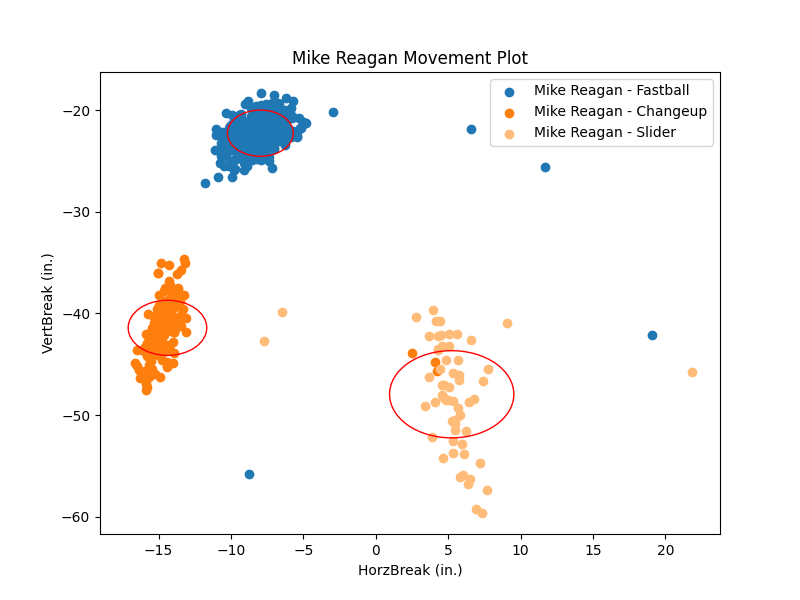 Mike Reagan Movement Plot
Mike Reagan - Fastball
Mike Reagan - Changeup
Mike Reagan - Slider
VertBreak (in.)
−20
−30
−40
−50
−60
−15
−10
−5
0
5
10
15
20
HorzBreak (in.)